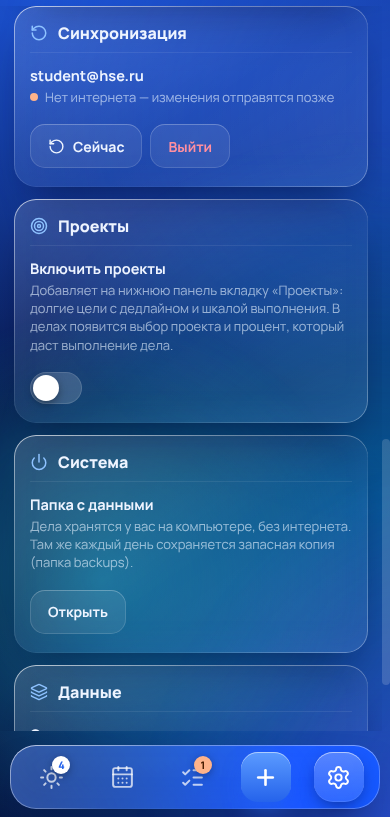 Синхронизация
student@hse.ru
Нет интернета — изменения отправятся позже
Сейчас
Выйти
Проекты
Включить проекты
Добавляет на нижнюю панель вкладку «Проекты»:
долгие цели с дедлайном и шкалой выполнения. В
делах появится выбор проекта и процент, который
даст выполнение дела.
Система
Папка с данными
Дела хранятся у вас на компьютере, без интернета.
Там же каждый день сохраняется запасная копия
(папка backups).
Открыть
Данные
4
1